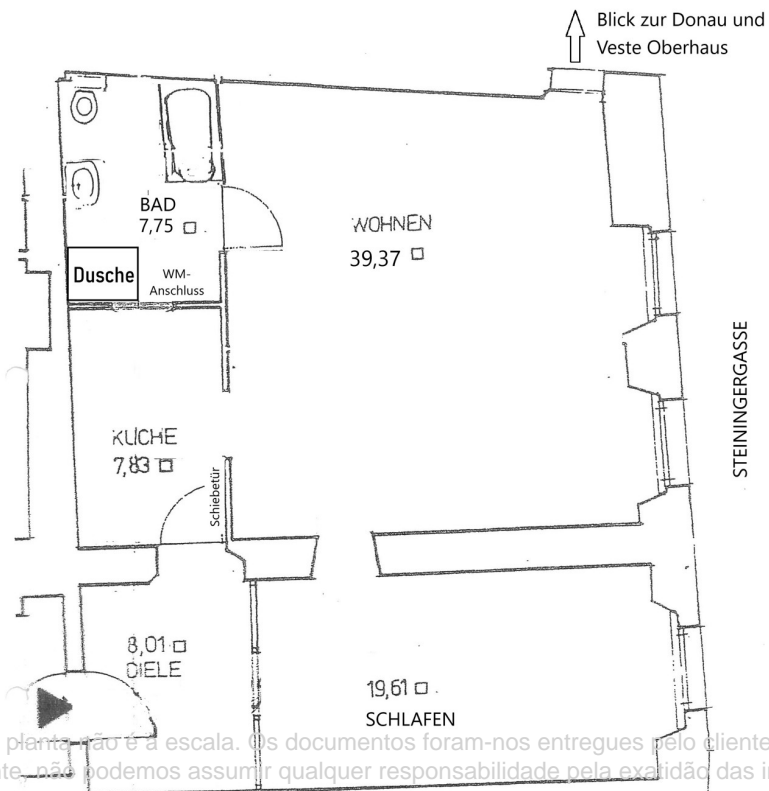 Blick zur Donau und
Veste Oberhaus
BAD
7,75
WOHNEN
39,37
Dusche
WM-
Anschluss
STEININGERGASSE
KÜCHE
7,83
Schiebetür
8,01
DIELE
19,61
SCHLAFEN
planta não é a escala. Os documentos foram-nos entregues pelo cliente
não podemos assumir qualquer responsabilidade pela exatidão das